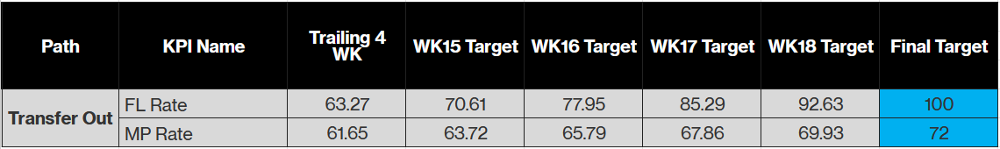 Path KPI Name Trailing 4 WK WK15 Target WK16 Target WK17 Target WK18 Target Final Target
Transfer Out
FL Rate 63.27 70.61 77.95 85.29 92.63 100
MP Rate 61.65 63.72 65.79 67.86 69.93 72